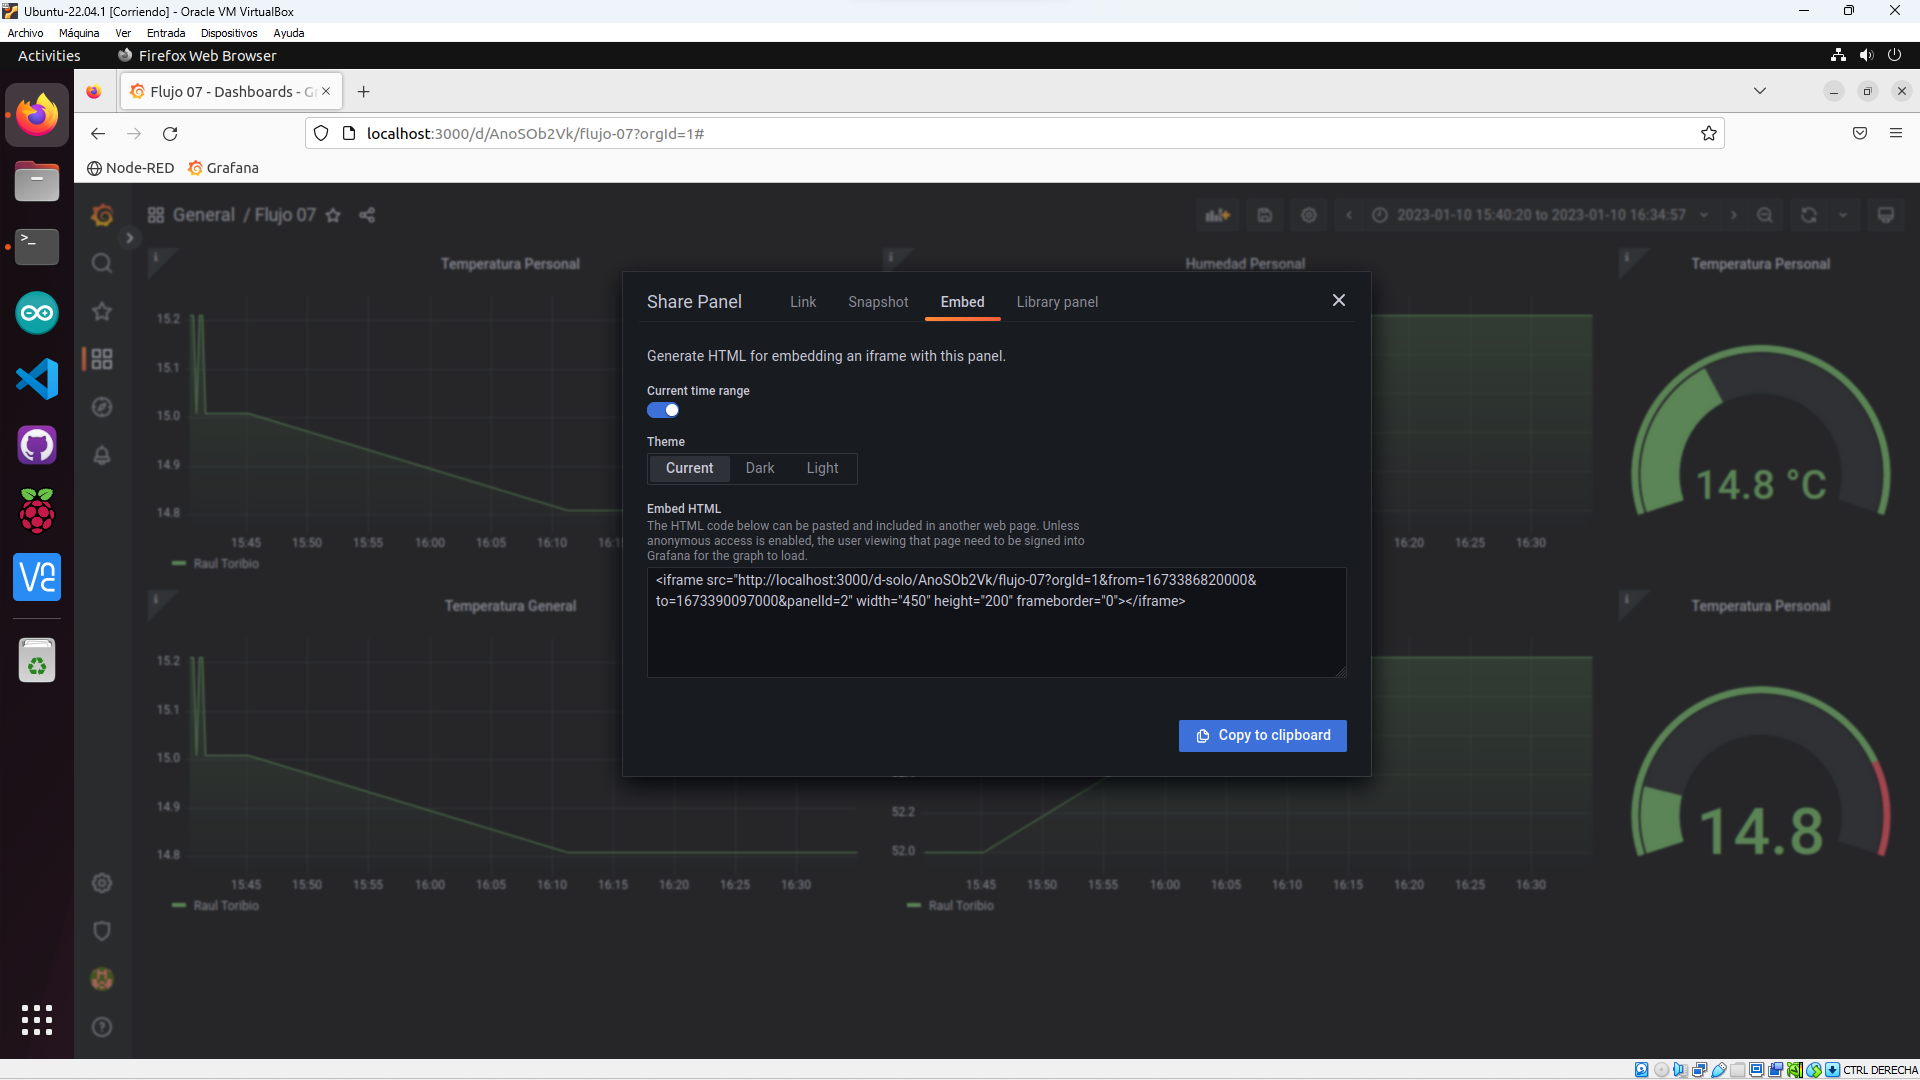 Ubuntu-22.04.1 [Corriendo] - Oracle VM VirtualBox
Archivo Máquina Ver Entrada Dispositivos Ayuda
Activities Firefox Web Browser
Flujo 07 - Dashboards - Gr
localhost:3000/d/AnoSOb2Vk/flujo-07?orgId=1#
Node-RED Grafana
General / Flujo 07
2023-01-10 15:40:20 to 2023-01-10 16:34:57
Temperatura Personal
Humedad Personal
Temperatura Personal
Share Panel
Link
Snapshot
Embed
Library panel
Generate HTML for embedding an iframe with this panel.
Current time range
Theme
Current Dark Light
Embed HTML
The HTML code below can be pasted and included in another web page. Unless
anonymous access is enabled, the user viewing that page need to be signed into
Grafana for the graph to load.
<iframe src="http://localhost:3000/d-solo/AnoSOb2Vk/flujo-07?orgId=1&from=1673386820000&
to=1673390097000&panelId=2" width="450" height="200" frameborder="0"></iframe>
Copy to clipboard
15.2
15.1
15.0
14.9
14.8
15:45 15:50 15:55 16:00 16:05 16:10
Raul Toribio
16:20 16:25 16:30
14.8 °C
Temperatura General
15.2
15.1
15.0
14.9
14.8
15:45 15:50 15:55 16:00 16:05 16:10 16:15 16:20 16:25 16:30
Raul Toribio
52.2
52.0
15:45 15:50 15:55 16:00 16:05 16:10 16:15 16:20 16:25 16:30
Raul Toribio
Temperatura Personal
14.8
CTRL DERECHA